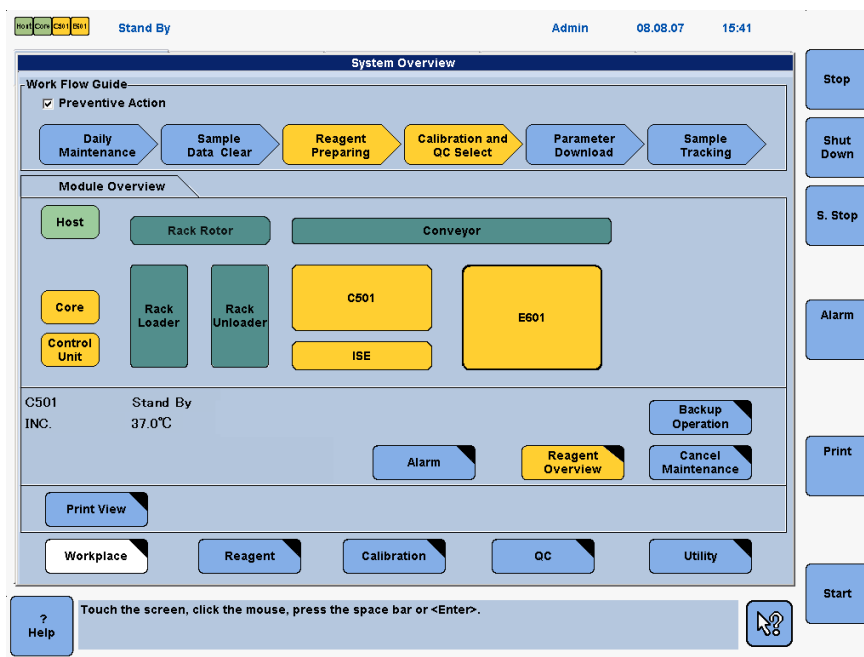 Host Core C501 E601
Stand By
Admin
08.08.07
15:41
System Overview
Work Flow Guide
Preventive Action
Daily
Maintenance
Sample
Data Clear
Reagent
Preparing
Calibration and
QC Select
Parameter
Download
Sample
Tracking
Module Overview
Host
Rack Rotor
Conveyor
Core
Control
Unit
Rack
Loader
Rack
Unloader
C501
ISE
E601
C501 Stand By
INC. 37.0°C
Backup
Operation
Alarm
Reagent
Overview
Cancel
Maintenance
Print View
Workplace
Reagent
Calibration
QC
Utility
Stop
Shut
Down
S. Stop
Alarm
Print
Start
?
Help
Touch the screen, click the mouse, press the space bar or <Enter>.
?